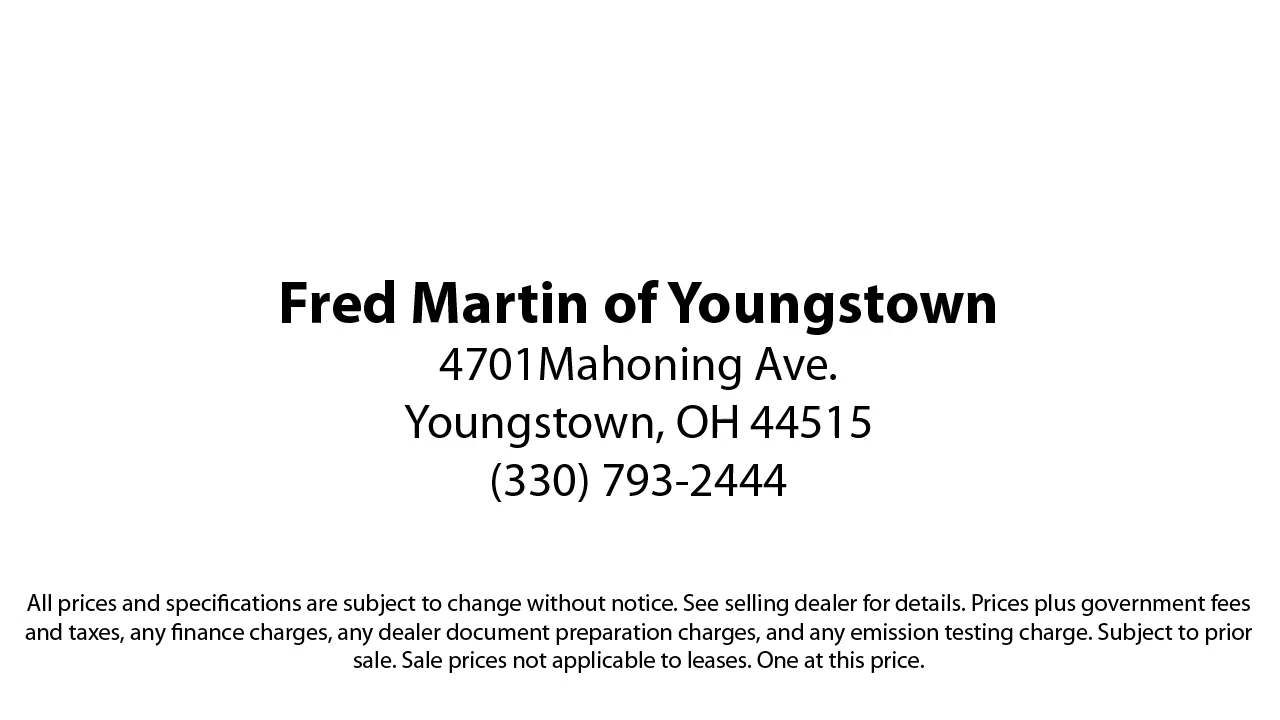 Fred Martin of Youngstown
4701Mahoning Ave.
Youngstown, OH 44515
(330) 793-2444
All prices and specifications are subject to change without notice. See selling dealer for details. Prices plus government fees
and taxes, any finance charges, any dealer document preparation charges, and any emission testing charge. Subject to prior
sale. Sale prices not applicable to leases. One at this price.